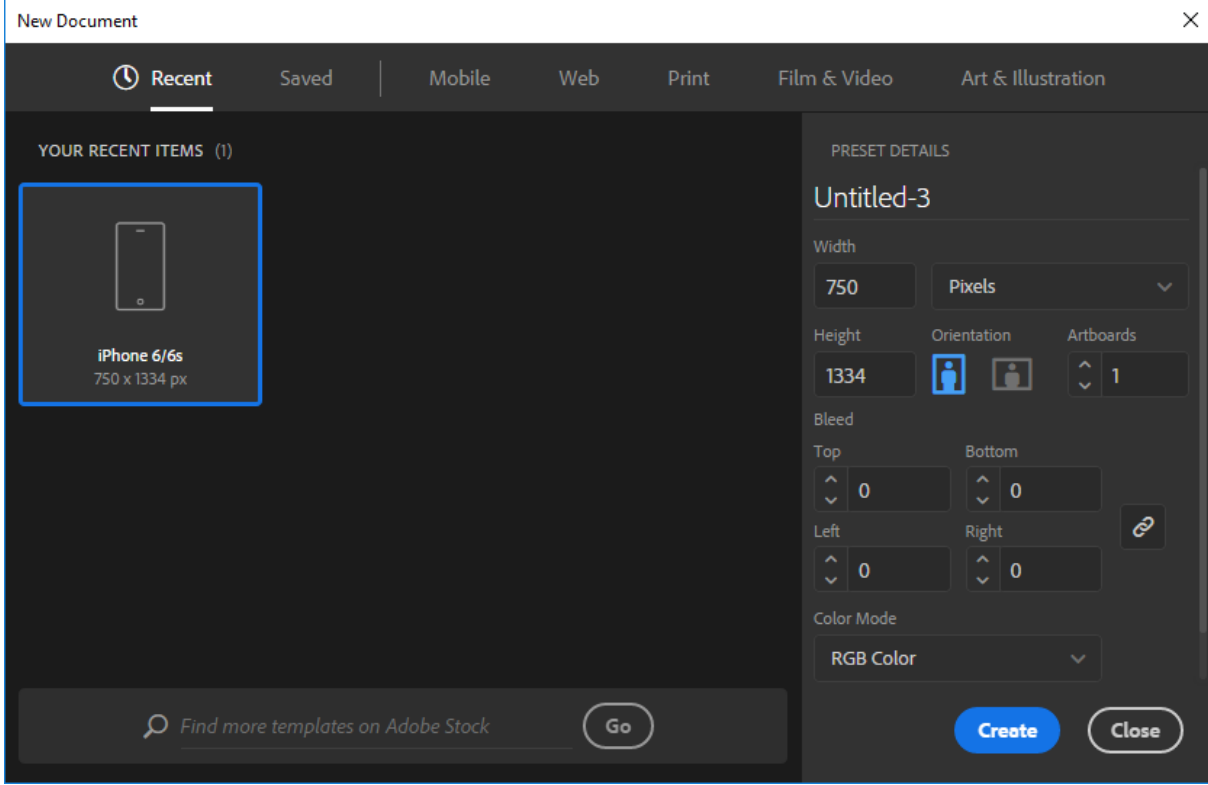 New Document
Recent Saved Mobile Web Print Film & Video Art & Illustration
YOUR RECENT ITEMS (1)
iPhone 6/6s
750 x 1334 px
Find more templates on Adobe Stock Go
PRESET DETAILS
Untitled-3
Width
750 Pixels
Height Orientation Artboards
1334 1
Bleed
Top Bottom
0 0
Left Right
0 0
Color Mode
RGB Color
Create Close